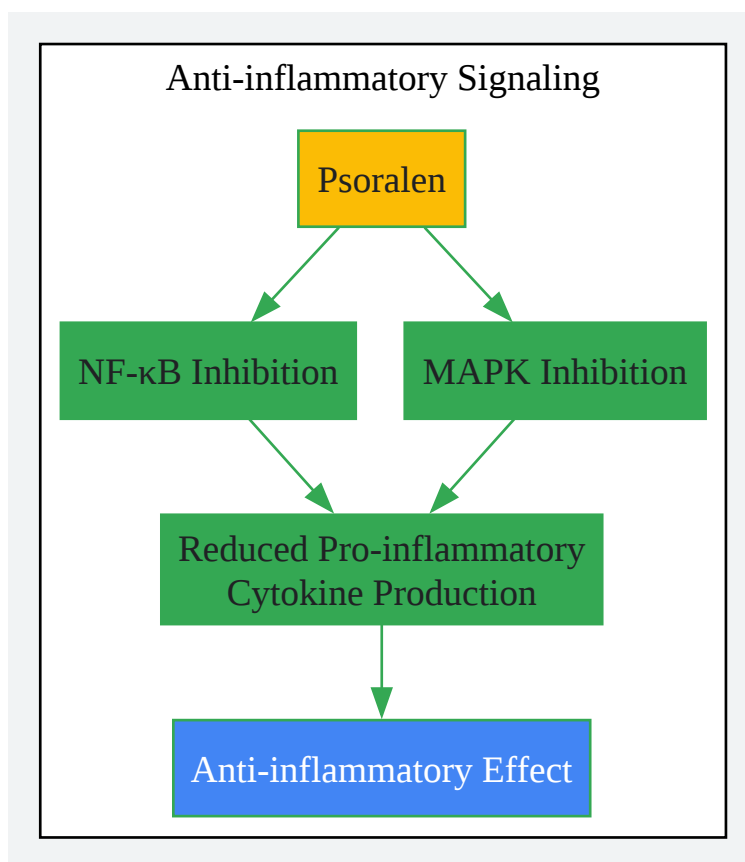 Anti-inflammatory Signaling
Psoralen
NF-κB Inhibition
MAPK Inhibition
Reduced Pro-inflammatory
Cytokine Production
Anti-inflammatory Effect